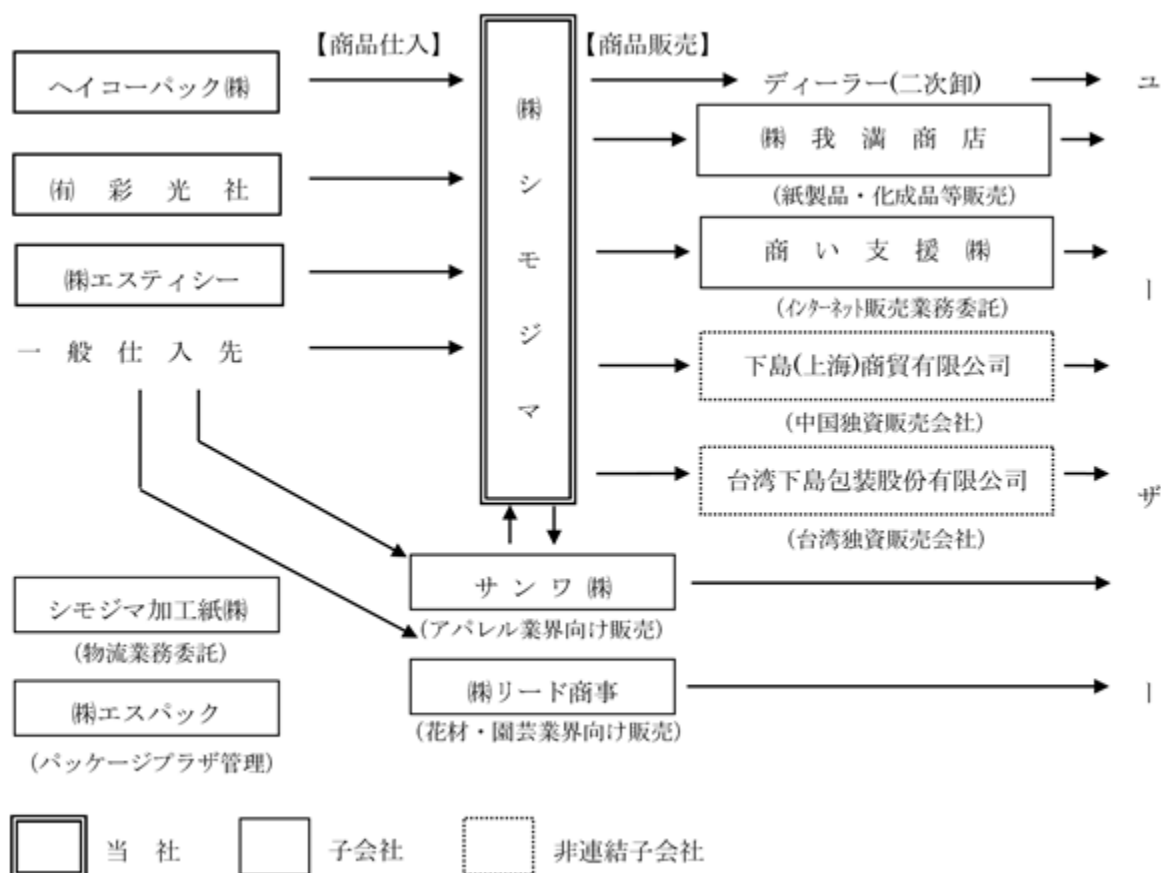 【商品仕入】
【商品販売】
ヘイコーパック㈱
㈲ 彩 光 社
㈱エスティシー
一 般 仕 入 先
㈱ シ モ ジ マ
ディーラー(二次卸)
㈱ 我 満 商 店
(紙製品・化成品等販売)
商 い 支 援 ㈱
(ｲﾝﾀｰﾈｯﾄ販売業務委託)
下島(上海)商貿有限公司
(中国独資販売会社)
台湾下島包装股份有限公司
(台湾独資販売会社)
ユ ー ザ ー
サ ン ワ ㈱
(アパレル業界向け販売)
㈱リード商事
(花材・園芸業界向け販売)
シモジマ加工紙㈱
(物流業務委託)
㈱エスパック
(パッケージプラザ管理)
当 社
子会社
非連結子会社